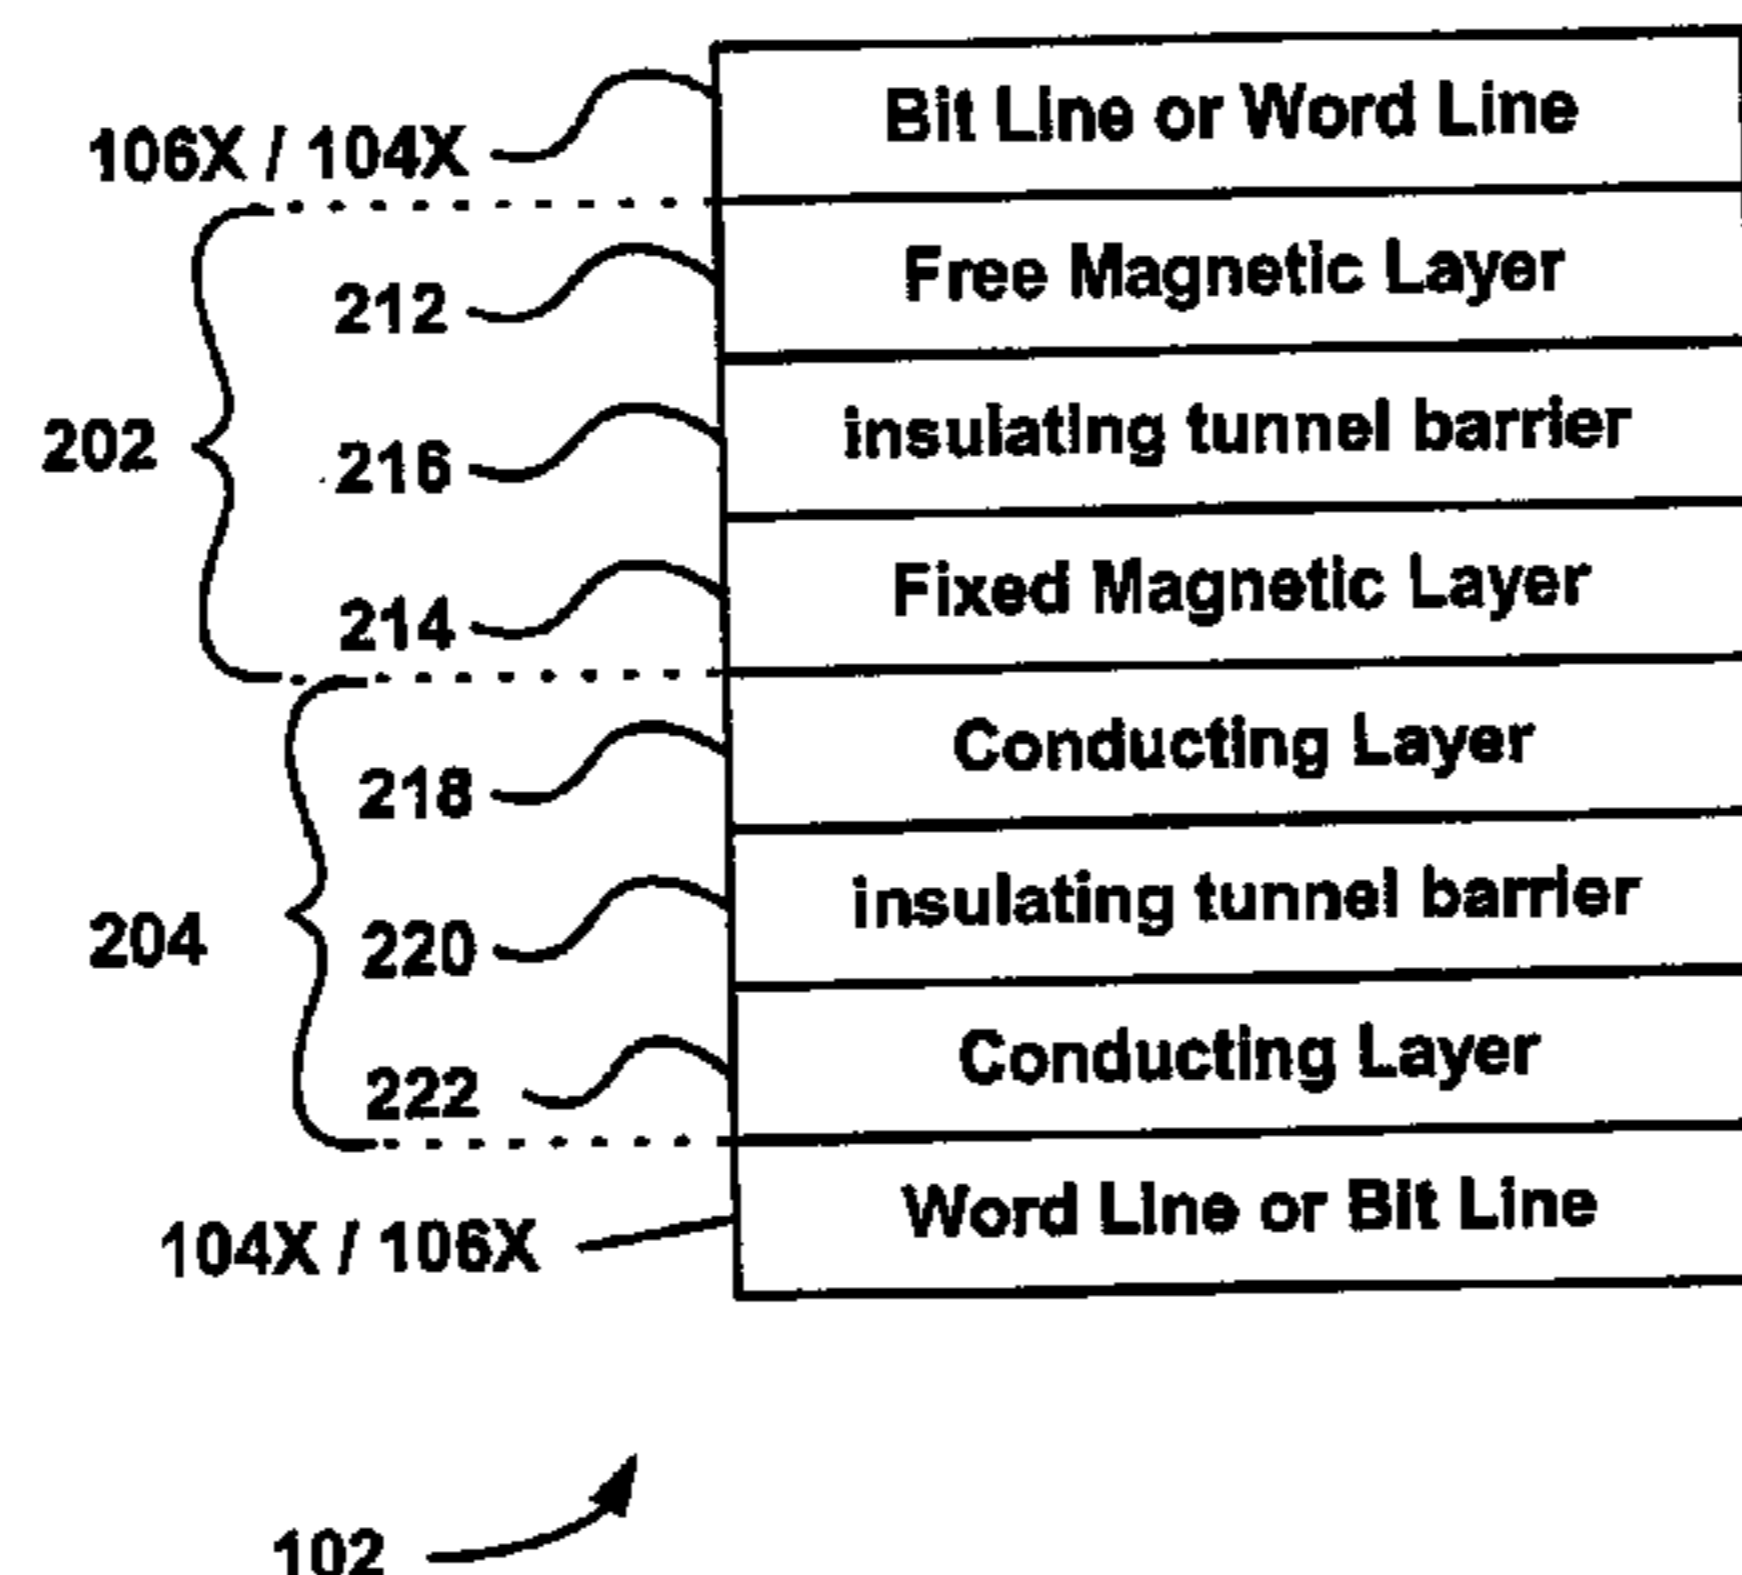 Bit Line or Word Line
106X / 104X
Free Magnetic Layer
212
insulating tunnel barrier
202
216
Fixed Magnetic Layer
214
Conducting Layer
218
insulating tunnel barrier
204
220
Conducting Layer
222
Word Line or Bit Line
104X / 106X
102